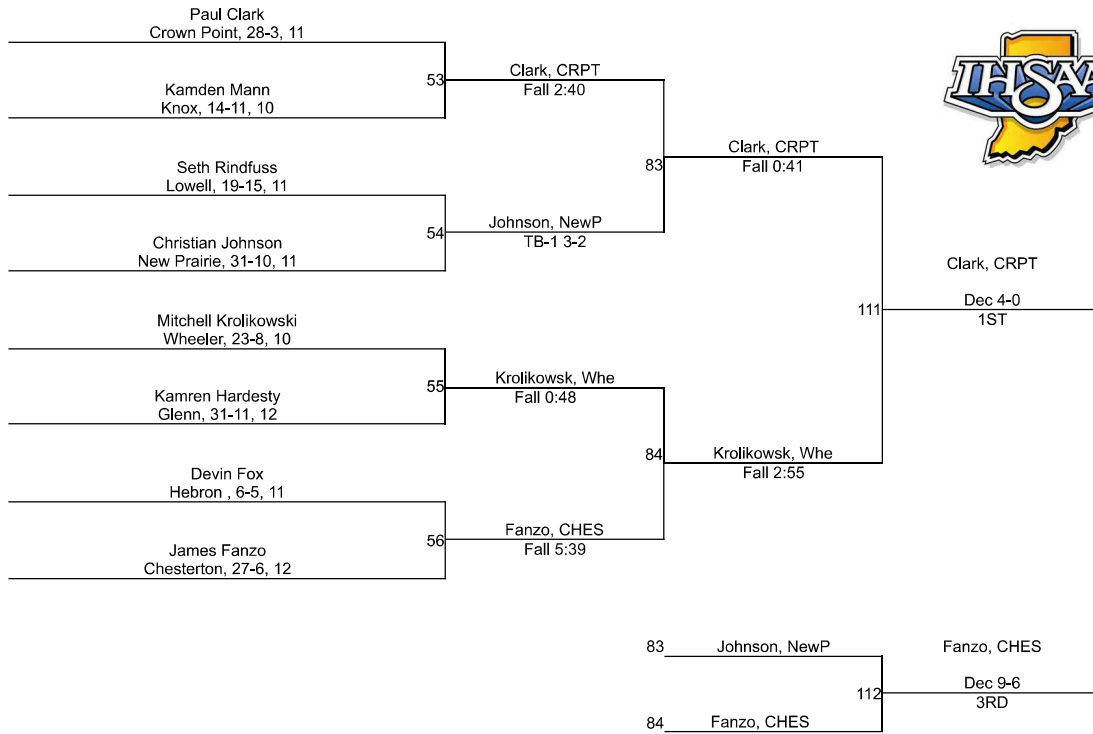 Paul Clark
Crown Point, 28-3, 11
Kamden Mann
Knox, 14-11, 10
Seth Rindfuss
Lowell, 19-15, 11
Christian Johnson
New Prairie, 31-10, 11
Mitchell Krolikowski
Wheeler, 23-8, 10
Kamren Hardesty
Glenn, 31-11, 12
Devin Fox
Hebron , 6-5, 11
James Fanzo
Chesterton, 27-6, 12
53
Clark, CRPT
Fall 2:40
54
Johnson, NewP
TB-1 3-2
55
Krolikowsk, Whe
Fall 0:48
56
Fanzo, CHES
Fall 5:39
83
Clark, CRPT
Fall 0:41
84
Krolikowsk, Whe
Fall 2:55
111
Clark, CRPT
Dec 4-0
1ST
83
Johnson, NewP
84
Fanzo, CHES
112
Fanzo, CHES
Dec 9-6
3RD
IHSAA